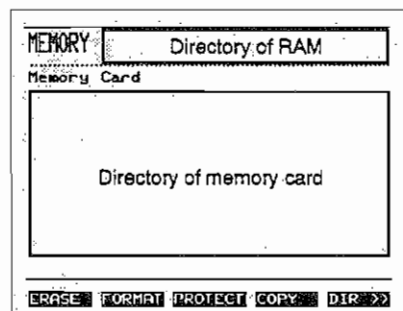 MEMORY Directory of RAM
Memory Card
Directory of memory card
ERASE FORMAT PROTECT COPY DIR >>